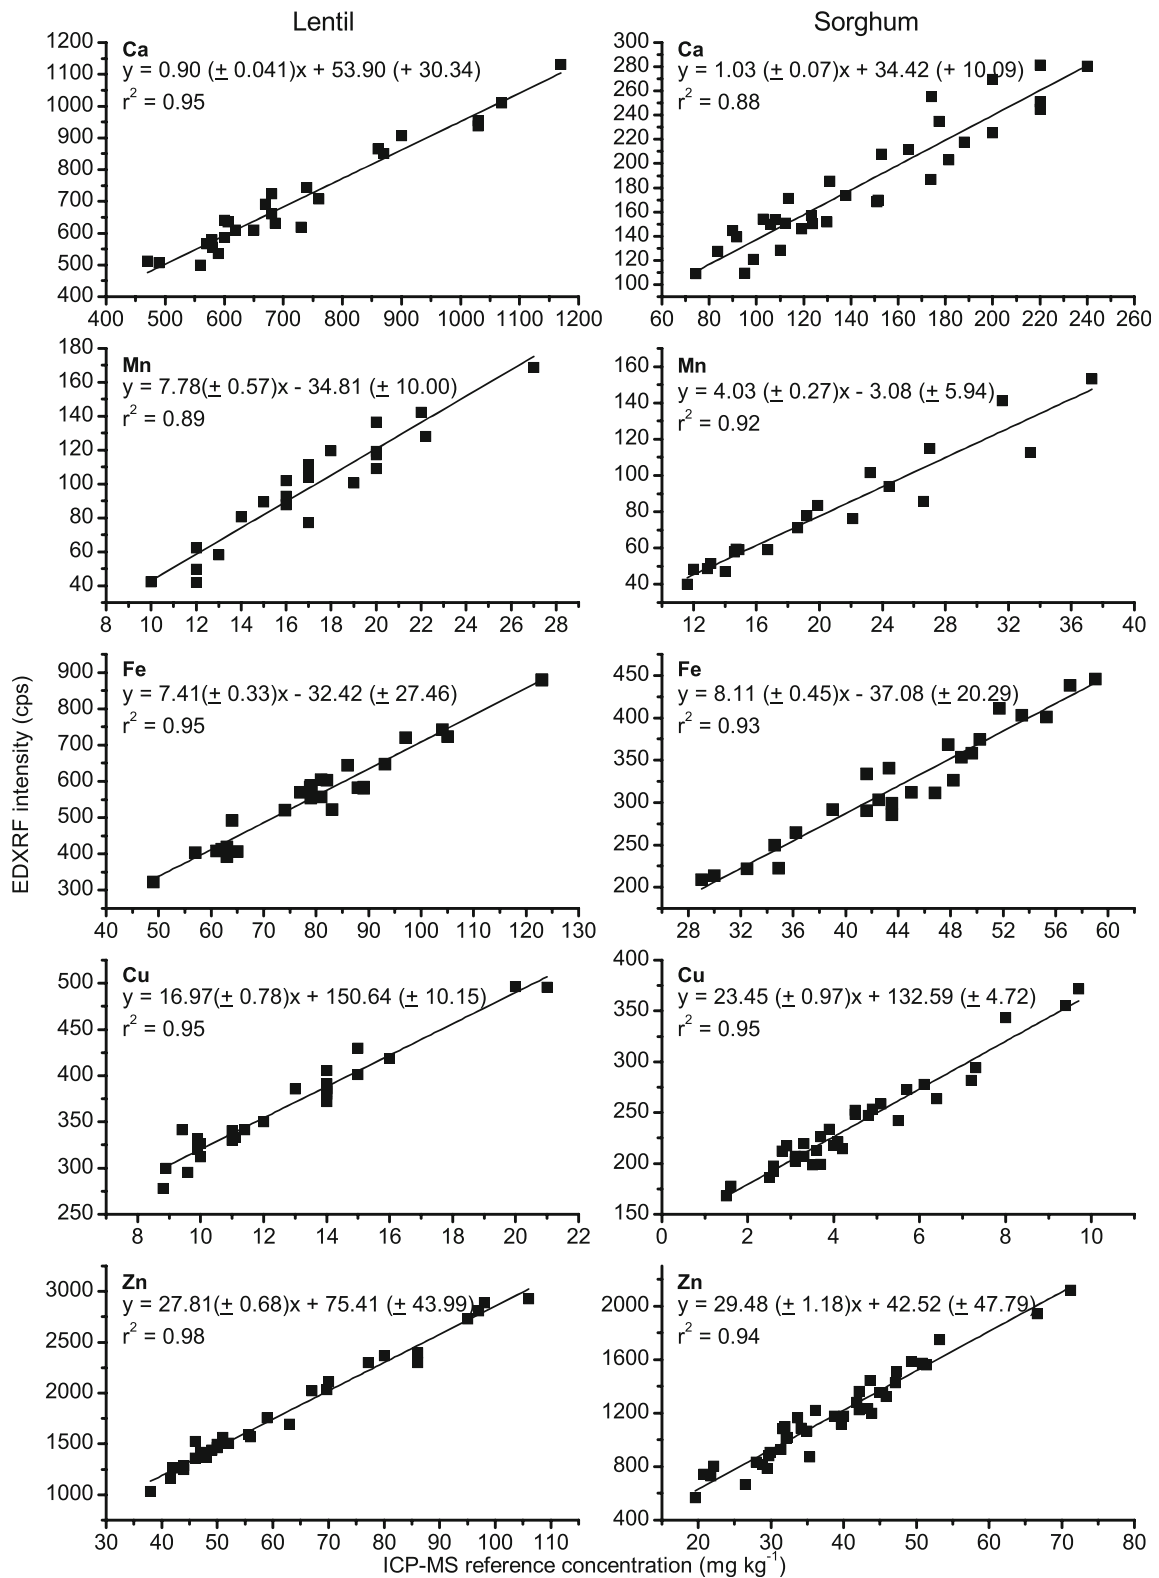 Lentil
Sorghum
Ca
y = 0.90 (± 0.041)x + 53.90 (+ 30.34)
r² = 0.95
1200
1100
1000
900
800
700
600
500
400
400 500 600 700 800 900 1000 1100 1200
Ca
y = 1.03 (± 0.07)x + 34.42 (+ 10.09)
r² = 0.88
300
280
260
240
220
200
180
160
140
120
100
60 80 100 120 140 160 180 200 220 240 260
Mn
y = 7.78(± 0.57)x - 34.81 (± 10.00)
r² = 0.89
180
160
140
120
100
80
60
40
8 10 12 14 16 18 20 22 24 26 28
Mn
y = 4.03 (± 0.27)x - 3.08 (± 5.94)
r² = 0.92
160
140
120
100
80
60
40
12 16 20 24 28 32 36 40
EDXRF intensity (cps)
Fe
y = 7.41(± 0.33)x - 32.42 (± 27.46)
r² = 0.95
900
800
700
600
500
400
300
40 50 60 70 80 90 100 110 120 130
Fe
y = 8.11 (± 0.45)x - 37.08 (± 20.29)
r² = 0.93
450
400
350
300
250
200
28 32 36 40 44 48 52 56 60
Cu
y = 16.97(± 0.78)x + 150.64 (± 10.15)
r² = 0.95
500
450
400
350
300
250
8 10 12 14 16 18 20 22
Cu
y = 23.45 (± 0.97)x + 132.59 (± 4.72)
r² = 0.95
400
350
300
250
200
150
0 2 4 6 8 10
Zn
y = 27.81(± 0.68)x + 75.41 (± 43.99)
r² = 0.98
3000
2500
2000
1500
1000
30 40 50 60 70 80 90 100 110
Zn
y = 29.48 (± 1.18)x + 42.52 (± 47.79)
r² = 0.94
2000
1600
1200
800
400
20 30 40 50 60 70 80
ICP-MS reference concentration (mg kg⁻¹)